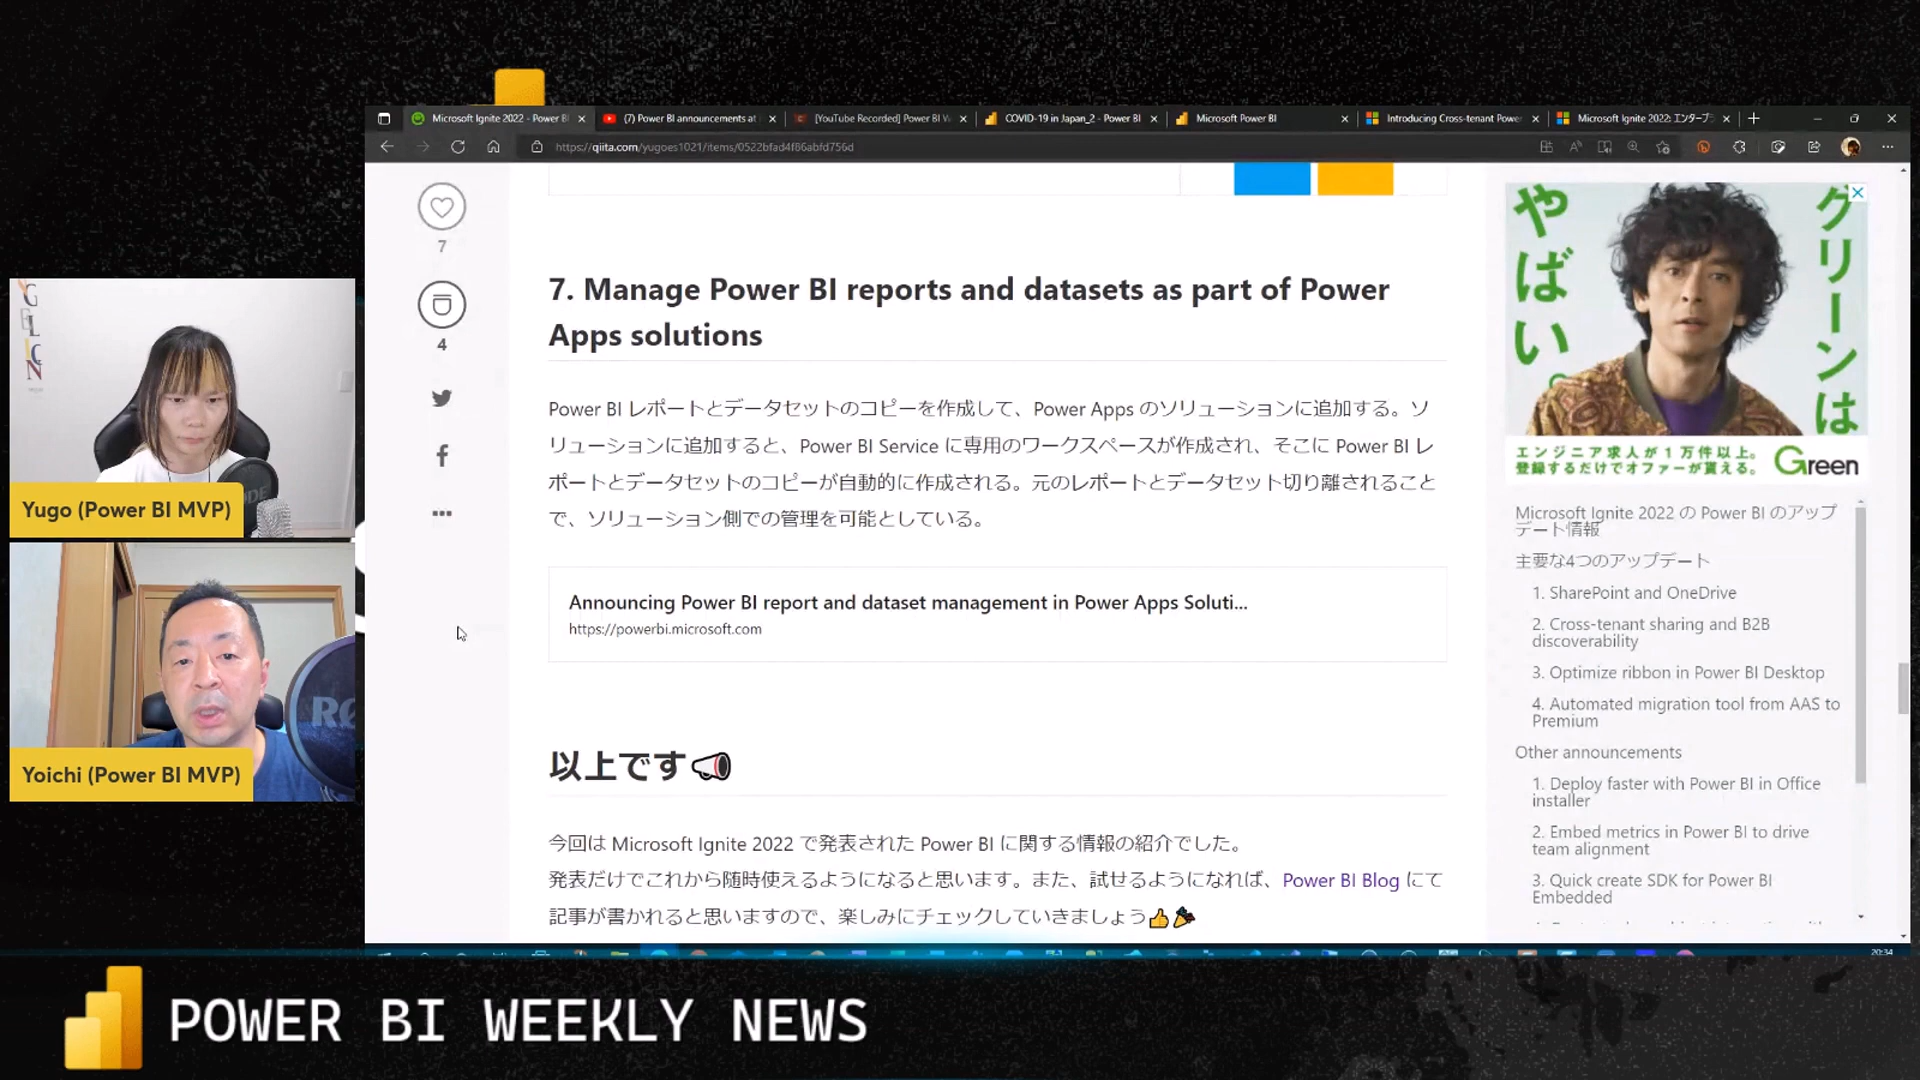 Microsoft Ignite 2022 - Power BI
(7) Power BI announcements at
[YouTube Recorded] Power BI
COVID-19 in Japan_2 - Power BI
Microsoft Power BI
Introducing Cross-tenant Power
Microsoft Ignite 2022: エンタープ
https://qiita.com/yugoes1021/items/0522bfad4f86abfd756d
7
4
7. Manage Power BI reports and datasets as part of Power
Apps solutions
Power BI レポートとデータセットのコピーを作成して、Power Apps のソリューションに追加する。ソ
リューションに追加すると、Power BI Service に専用のワークスペースが作成され、そこに Power BI レ
ポートとデータセットのコピーが自動的に作成される。元のレポートとデータセット切り離されること
で、ソリューション側での管理を可能としている。
Announcing Power BI report and dataset management in Power Apps Soluti...
https://powerbi.microsoft.com
以上です
今回は Microsoft Ignite 2022 で発表された Power BI に関する情報の紹介でした。
発表だけでこれから随時使えるようになると思います。また、試せるようになれば、Power BI Blog にて
記事が書かれると思いますので、楽しみにチェックしていきましょう
グリーンは
やばい。
エンジニア求人が1万件以上。
登録するだけでオファーが貰える。
Green
Microsoft Ignite 2022 の Power BI のアップ
デート情報
主要な4つのアップデート
1. SharePoint and OneDrive
2. Cross-tenant sharing and B2B
discoverability
3. Optimize ribbon in Power BI Desktop
4. Automated migration tool from AAS to
Premium
Other announcements
1. Deploy faster with Power BI in Office
installer
2. Embed metrics in Power BI to drive
team alignment
3. Quick create SDK for Power BI
Embedded
20:34
Yugo (Power BI MVP)
Yoichi (Power BI MVP)
POWER BI WEEKLY NEWS